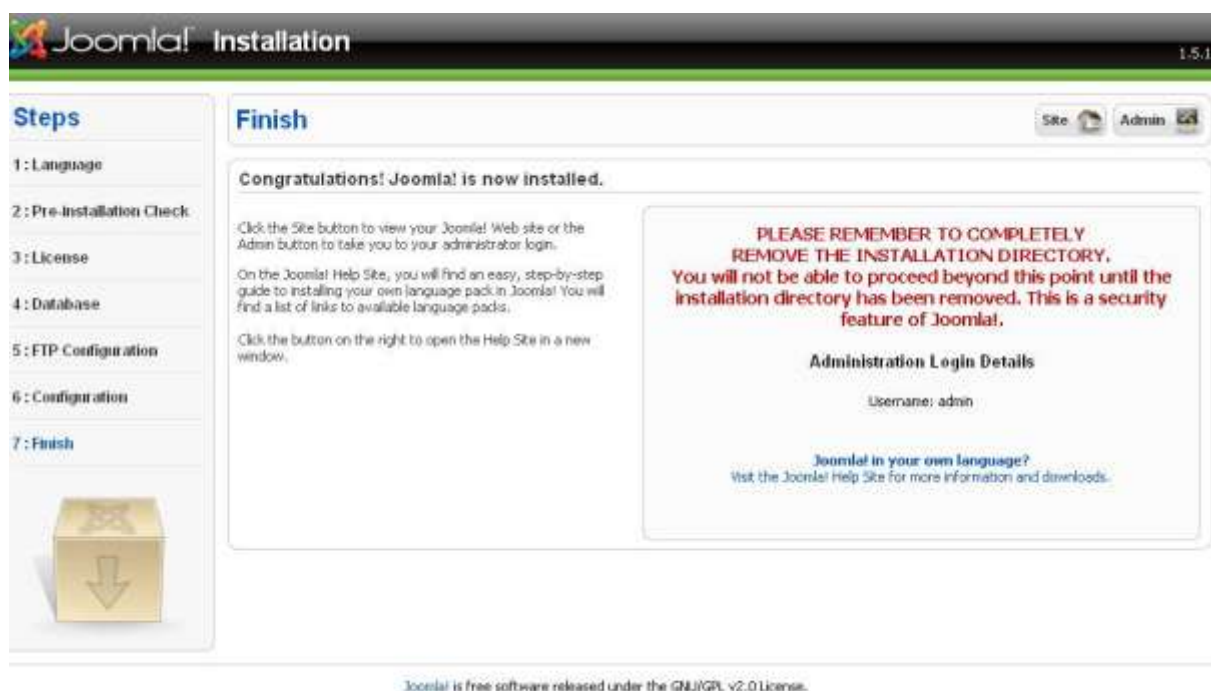 Joomla! Installation
1.5.1
Steps
1 : Language
2 : Pre-Installation Check
3 : License
4 : Database
5 : FTP Configuration
6 : Configuration
7 : Finish
Finish
Site
Admin
Congratulations! Joomla! is now installed.
Click the Site button to view your Joomla! Web site or the
Admin button to take you to your administrator login.
On the Joomla! Help Site, you will find an easy, step-by-step
guide to installing your own language pack in Joomla! You will
find a list of links to available language packs.
Click the button on the right to open the Help Site in a new
window.
PLEASE REMEMBER TO COMPLETELY
REMOVE THE INSTALLATION DIRECTORY.
You will not be able to proceed beyond this point until the
installation directory has been removed. This is a security
feature of Joomla!.
Administration Login Details
Username: admin
Joomla! in your own language?
Visit the Joomla! Help Site for more information and downloads.
Joomla! is free software released under the GNU/GPL v2.0 License.